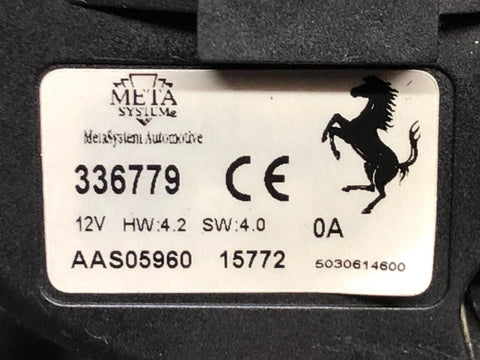 META
SYSTEM
MetaSystem Automotive
336779 CE
12V HW:4.2 SW:4.0 0A
AAS05960 15772 5030614600